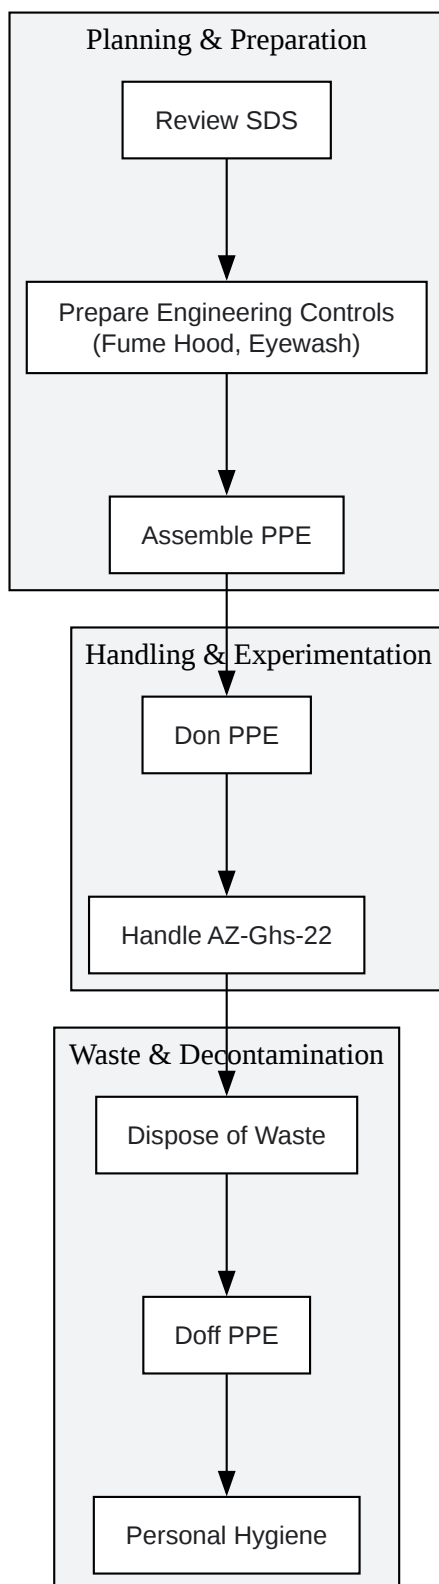 Planning & Preparation
Review SDS
Prepare Engineering Controls
(Fume Hood, Eyewash)
Assemble PPE
Handling & Experimentation
Don PPE
Handle AZ-Ghs-22
Waste & Decontamination
Dispose of Waste
Doff PPE
Personal Hygiene